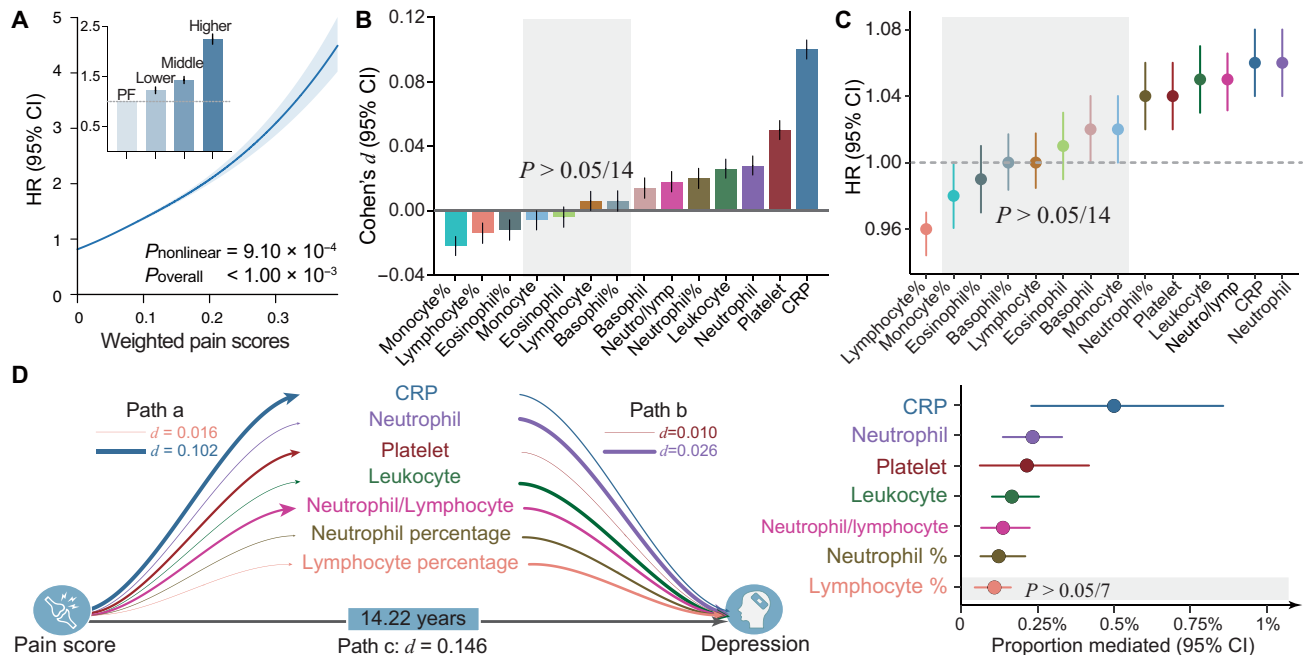 A
HR (95% CI)
5
4
3
2
1
0
0
0.1
0.2
0.3
Weighted pain scores
2.5
1.5
0.5
PF
Lower
Middle
Higher
Pnonlinear = 9.10 × 10⁻⁴
Poverall < 1.00 × 10⁻³
B
Cohen's d (95% CI)
0.12
0.08
0.04
0.00
−0.04
P > 0.05/14
Monocyte%
Lymphocyte%
Eosinophil%
Monocyte
Eosinophil
Lymphocyte
Basophil%
Basophil
Neutro/lymp
Neutrophil%
Leukocyte
Neutrophil
Platelet
CRP
C
HR (95% CI)
1.08
1.04
1.00
0.96
P > 0.05/14
Lymphocyte%
Monocyte%
Eosinophil%
Basophil%
Lymphocyte
Eosinophil
Basophil
Monocyte
Neutrophil%
Platelet
Leukocyte
Neutro/lymp
CRP
Neutrophil
D
Path a
d = 0.016
d = 0.102
CRP
Neutrophil
Platelet
Leukocyte
Neutrophil/Lymphocyte
Neutrophil percentage
Lymphocyte percentage
Path b
d=0.010
d=0.026
Pain score
14.22 years
Path c: d = 0.146
Depression
CRP
Neutrophil
Platelet
Leukocyte
Neutrophil/lymphocyte
Neutrophil %
Lymphocyte %
P > 0.05/7
0
0.25%
0.5%
0.75%
1%
Proportion mediated (95% CI)